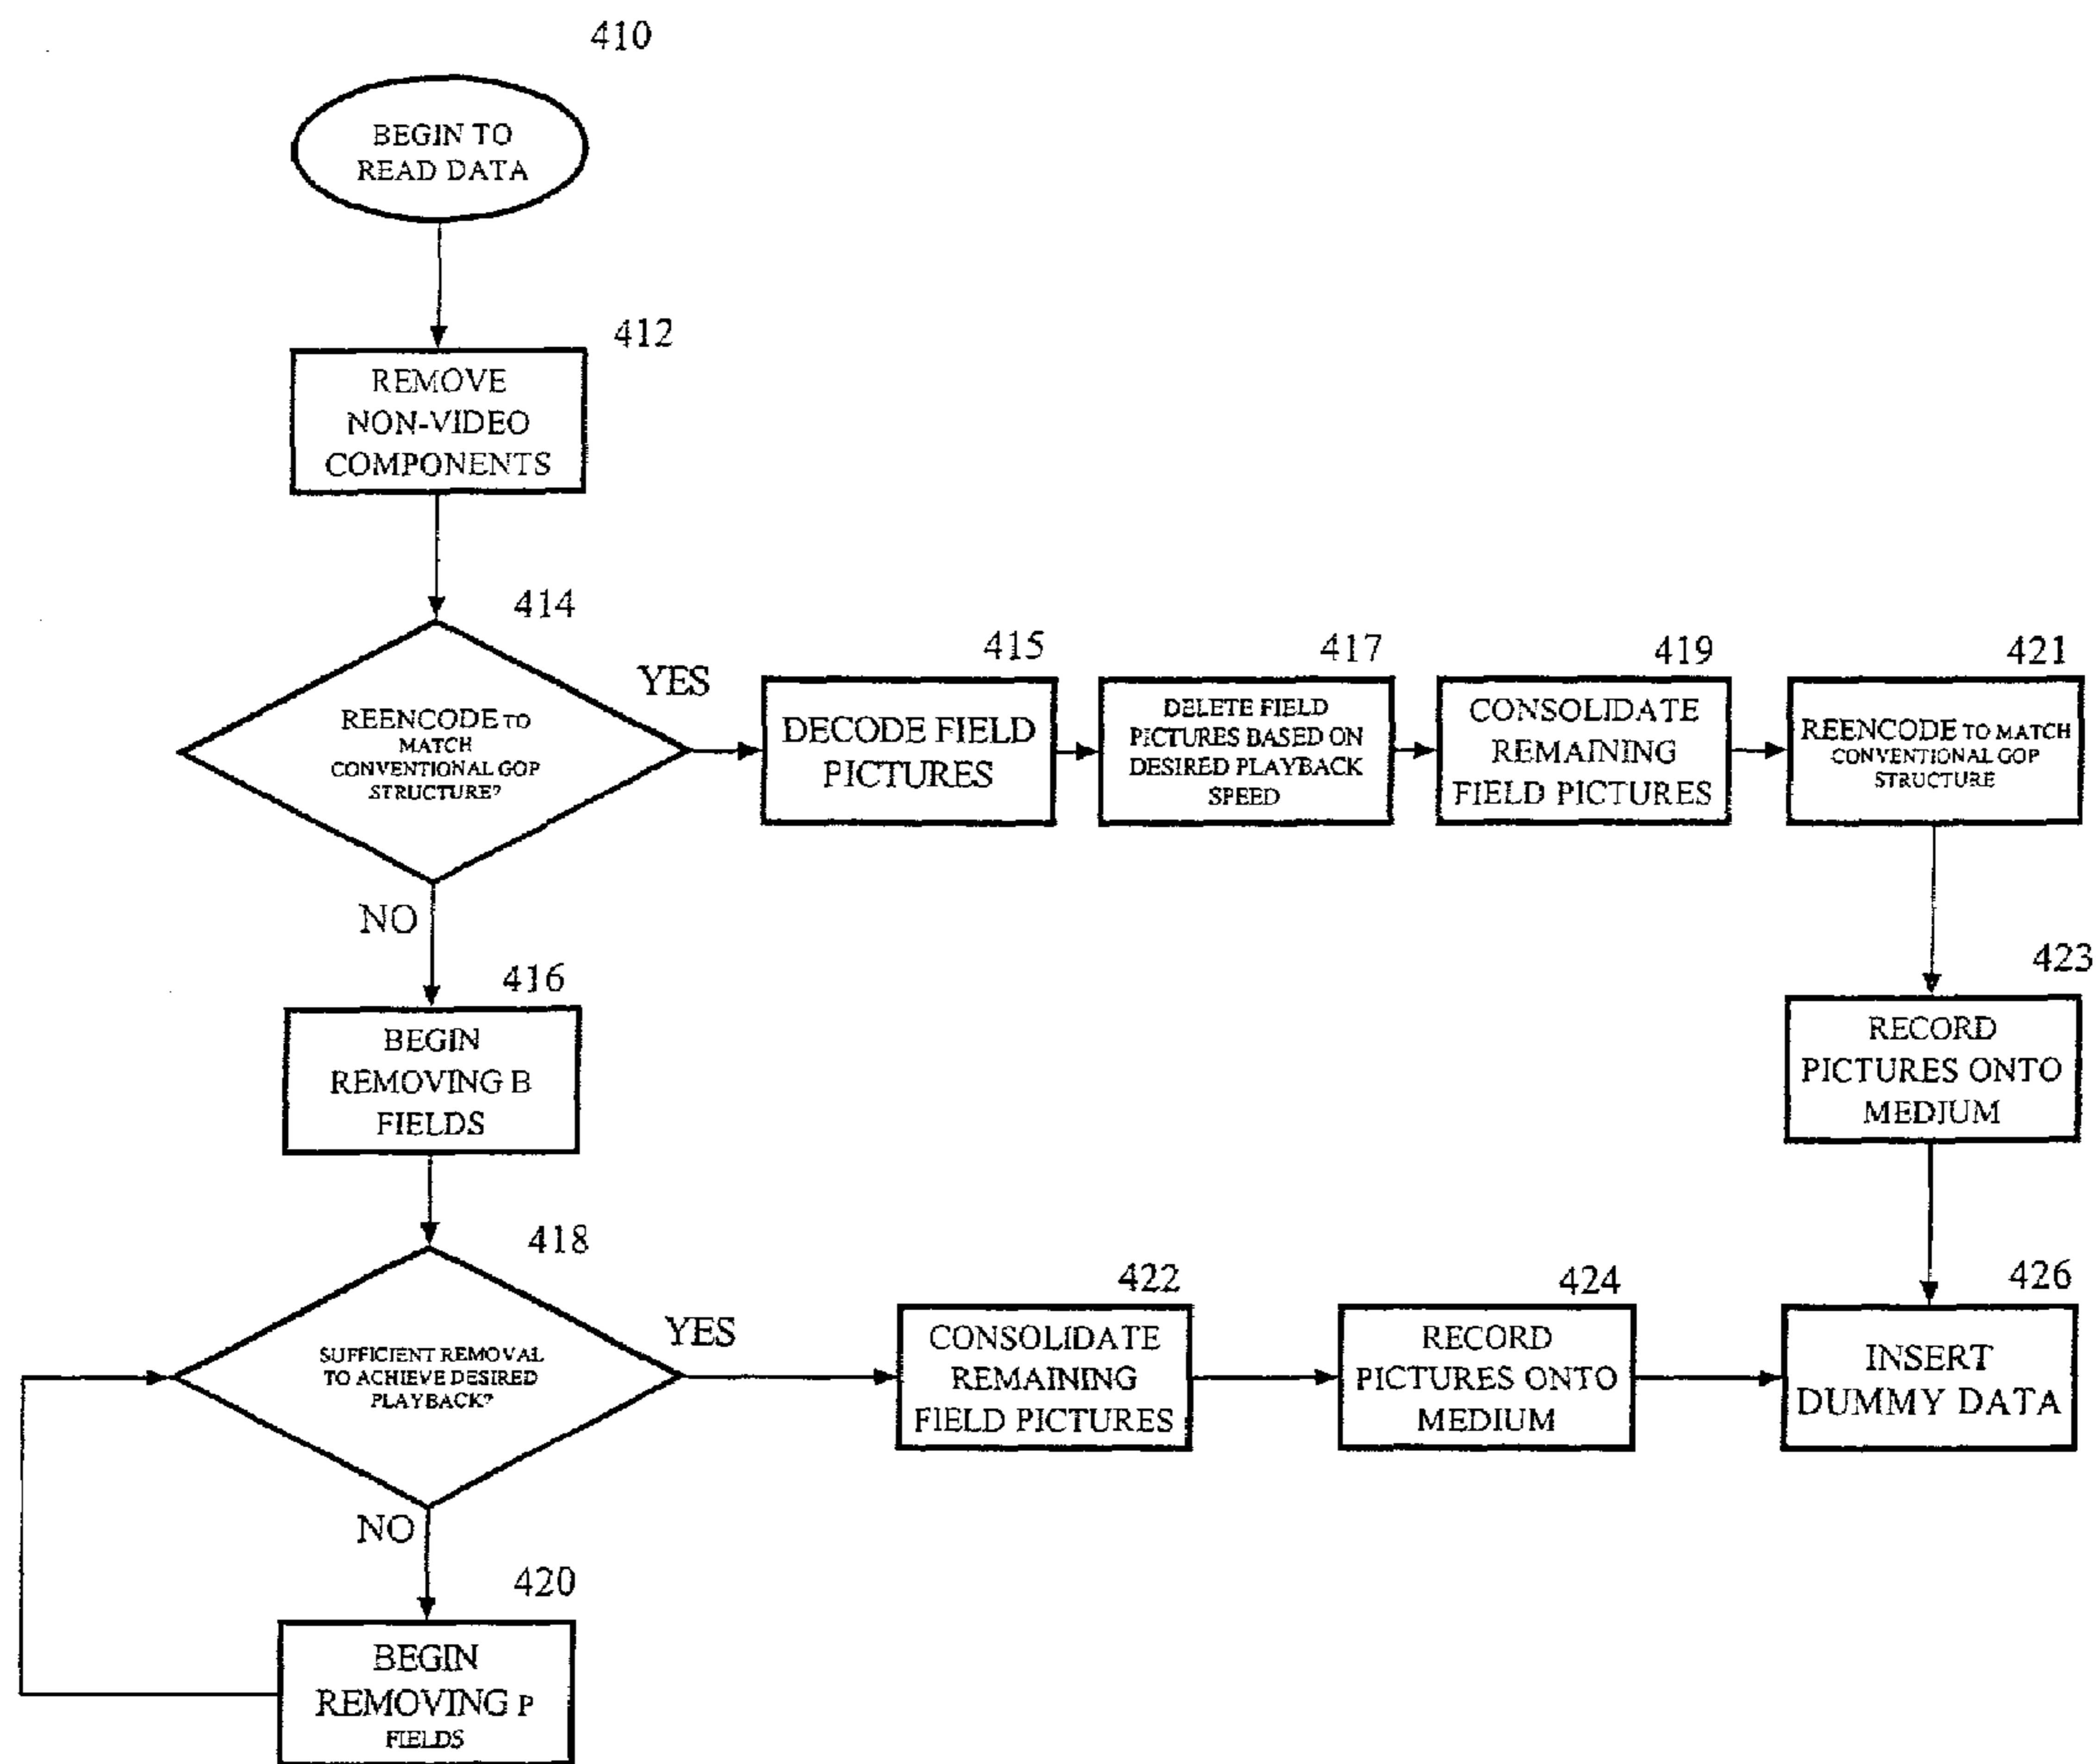 410
BEGIN TO
READ DATA
412
REMOVE
NON-VIDEO
COMPONENTS
414
REENCODE TO
MATCH
CONVENTIONAL GOP
STRUCTURE?
YES
NO
415
DECODE FIELD
PICTURES
417
DELETE FIELD
PICTURES BASED ON
DESIRED PLAYBACK
SPEED
419
CONSOLIDATE
REMAINING
FIELD PICTURES
421
REENCODE TO MATCH
CONVENTIONAL GOP
STRUCTURE
423
RECORD
PICTURES ONTO
MEDIUM
416
BEGIN
REMOVING B
FIELDS
418
SUFFICIENT REMOVAL
TO ACHIEVE DESIRED
PLAYBACK?
YES
NO
422
CONSOLIDATE
REMAINING
FIELD PICTURES
424
RECORD
PICTURES ONTO
MEDIUM
426
INSERT
DUMMY DATA
420
BEGIN
REMOVING P
FIELDS